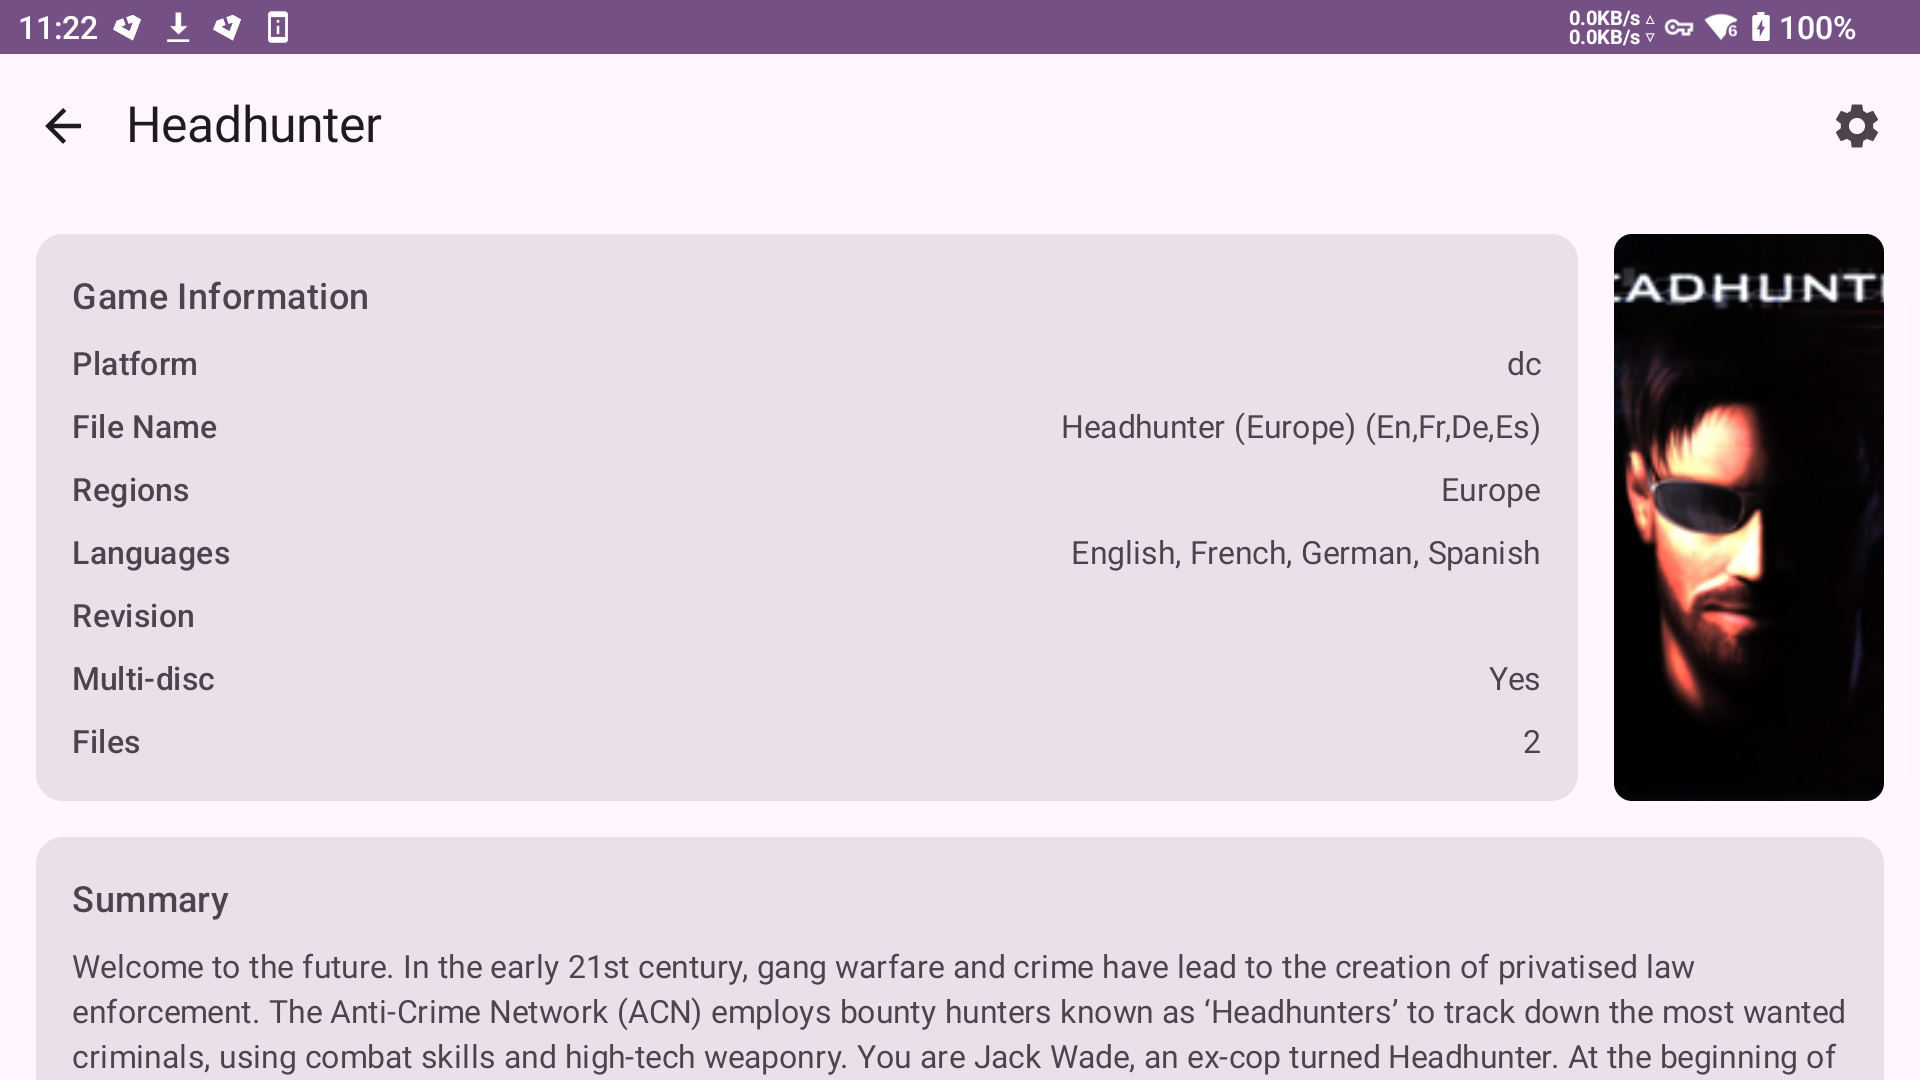 11:22
0.0KB/s
0.0KB/s
6
100%
Headhunter
Game Information
Platform
dc
File Name
Headhunter (Europe) (En,Fr,De,Es)
Regions
Europe
Languages
English, French, German, Spanish
Revision
Multi-disc
Yes
Files
2
EADHUNT
Summary
Welcome to the future. In the early 21st century, gang warfare and crime have lead to the creation of privatised law
enforcement. The Anti-Crime Network (ACN) employs bounty hunters known as ‘Headhunters’ to track down the most wanted
criminals, using combat skills and high-tech weaponry. You are Jack Wade, an ex-cop turned Headhunter. At the beginning of